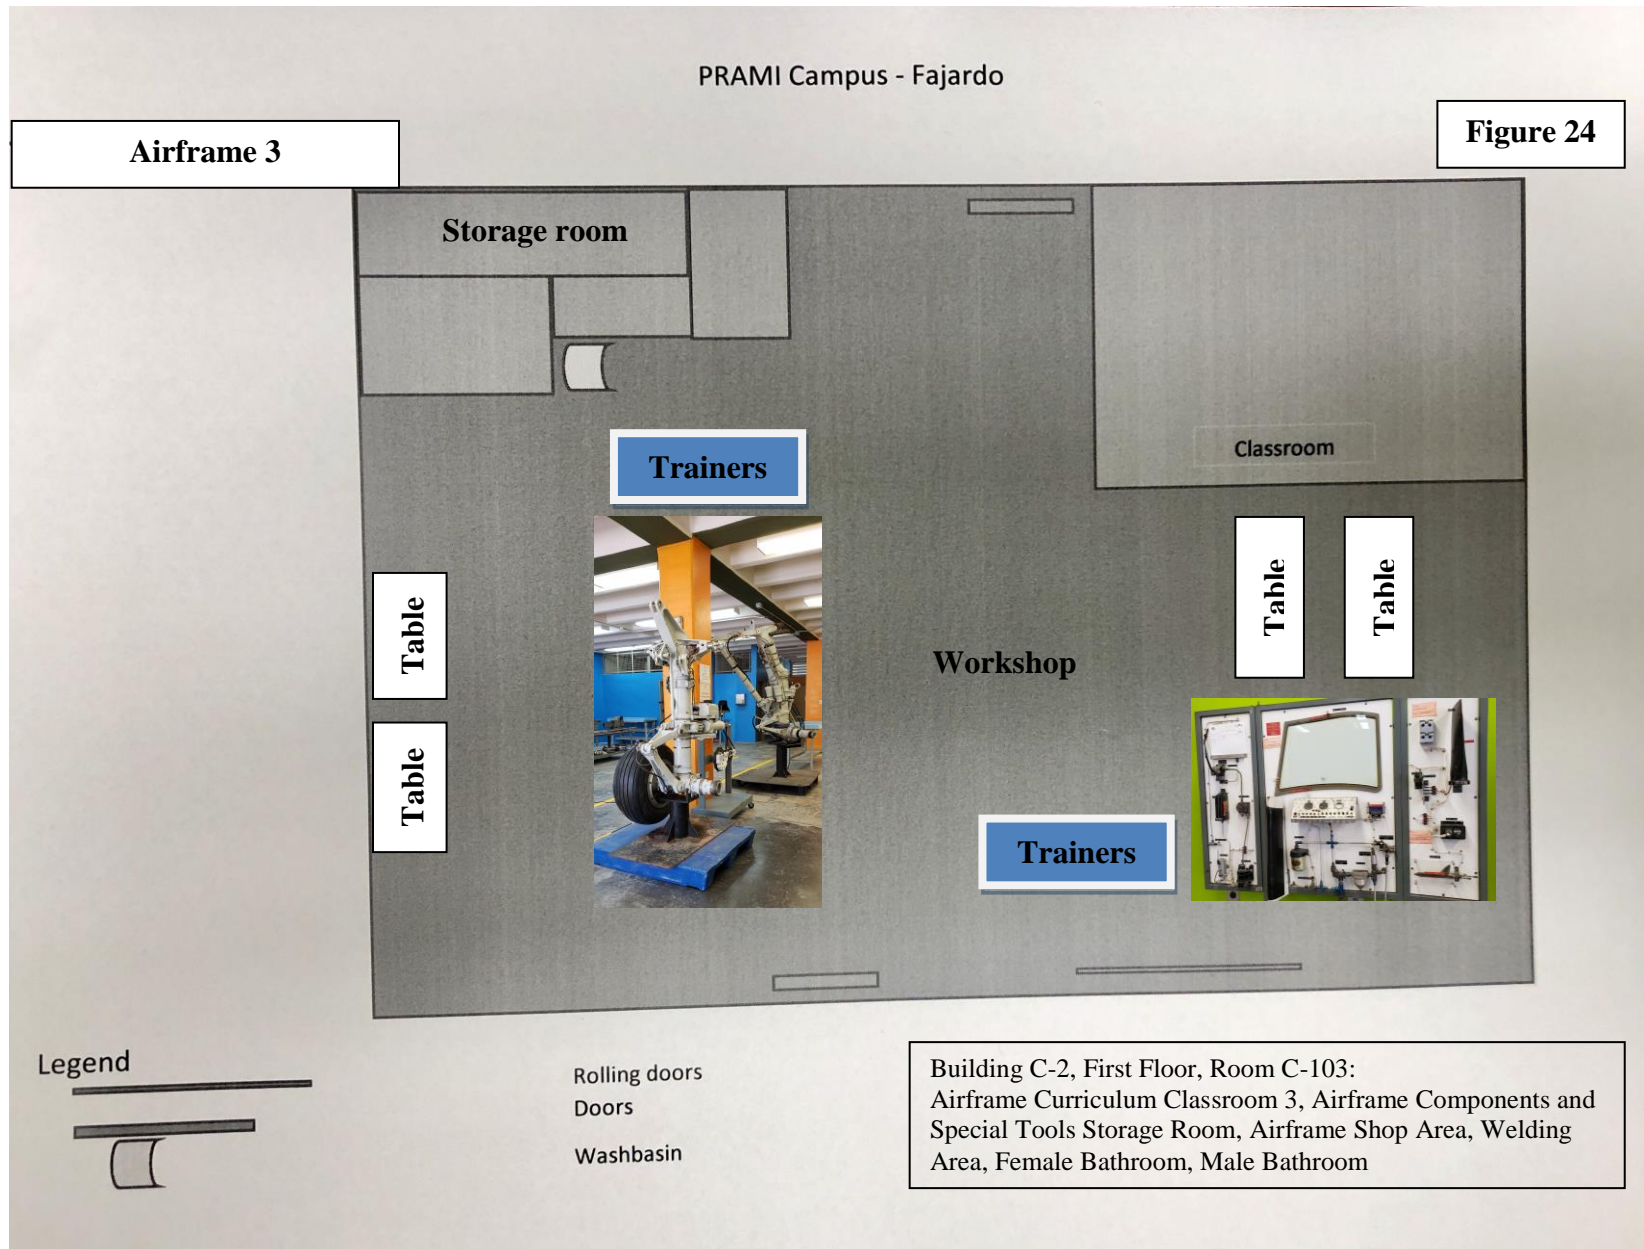 PRAMI Campus - Fajardo
Airframe 3
Figure 24
Storage room
Classroom
Trainers
Table
Table
Table
Table
Workshop
Trainers
Legend
Rolling doors
Doors
Washbasin
Building C-2, First Floor, Room C-103:
Airframe Curriculum Classroom 3, Airframe Components and
Special Tools Storage Room, Airframe Shop Area, Welding
Area, Female Bathroom, Male Bathroom